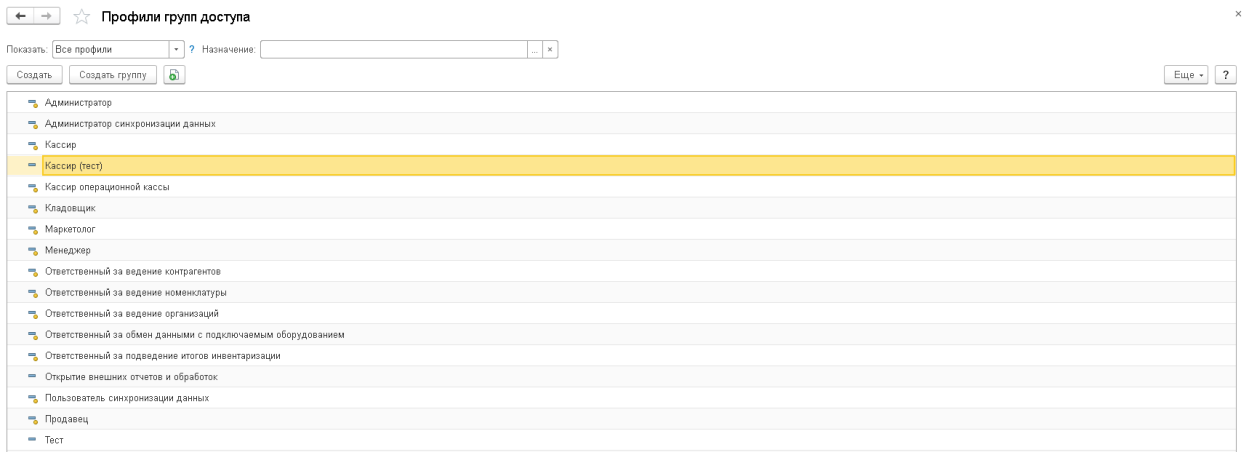 Профили групп доступа
×
Показать: Все профили ? Назначение: ... ×
Создать Создать группу Еще ?
Администратор
Администратор синхронизации данных
Кассир
Кассир (тест)
Кассир операционной кассы
Кладовщик
Маркетолог
Менеджер
Ответственный за ведение контрагентов
Ответственный за ведение номенклатуры
Ответственный за ведение организаций
Ответственный за обмен данными с подключаемым оборудованием
Ответственный за подведение итогов инвентаризации
Открытие внешних отчетов и обработок
Пользователь синхронизации данных
Продавец
Тест